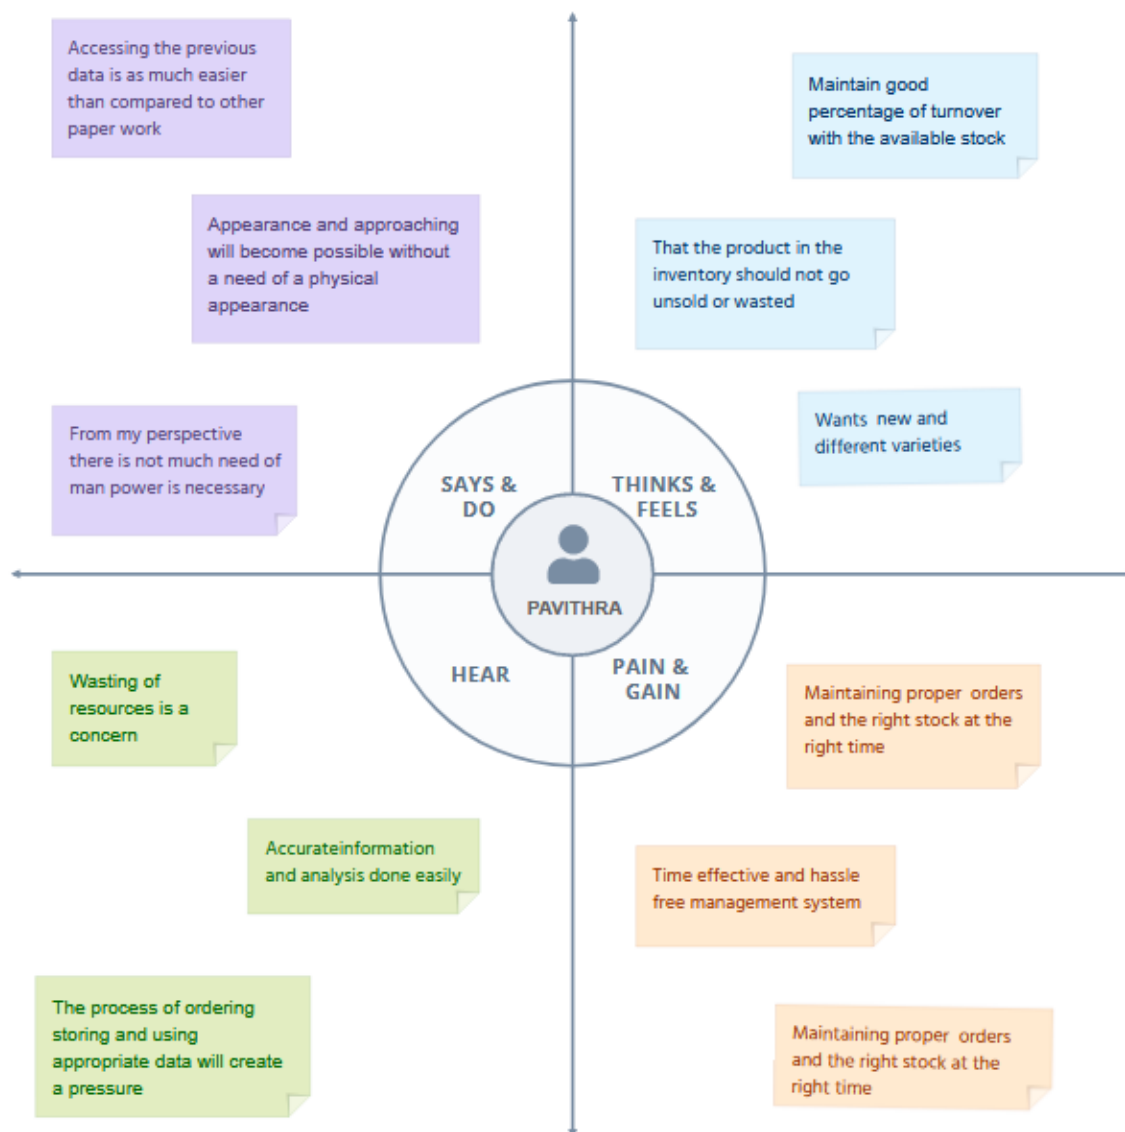 Accessing the previous
data is as much easier
than compared to other
paper work
Appearance and approaching
will become possible without
a need of a physical
appearance
From my perspective
there is not much need of
man power is necessary
Maintain good
percentage of turnover
with the available stock
That the product in the
inventory should not go
unsold or wasted
Wants new and
different varieties
SAYS &
DO
THINKS &
FEELS
PAVITHRA
HEAR
PAIN &
GAIN
Wasting of
resources is a
concern
Accurateinformation
and analysis done easily
The process of ordering
storing and using
appropriate data will create
a pressure
Maintaining proper orders
and the right stock at the
right time
Time effective and hassle
free management system
Maintaining proper orders
and the right stock at the
right time